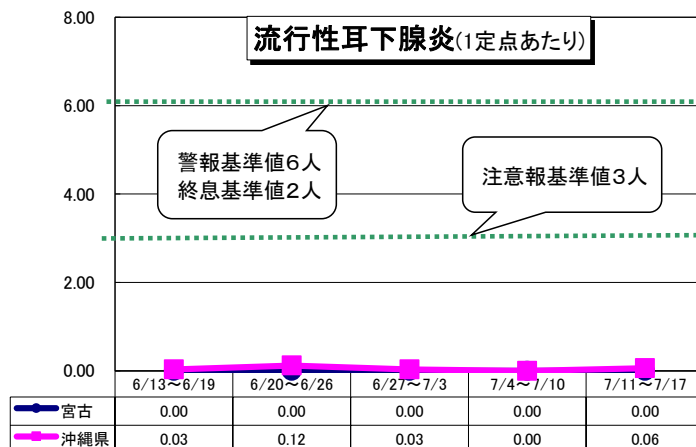 流行性耳下腺炎(1定点あたり)
8.00
6.00
4.00
2.00
0.00
警報基準値6人
終息基準値2人
注意報基準値3人
6/13～6/19 6/20～6/26 6/27～7/3 7/4～7/10 7/11～7/17
宮古 0.00 0.00 0.00 0.00 0.00
沖縄県 0.03 0.12 0.03 0.00 0.06